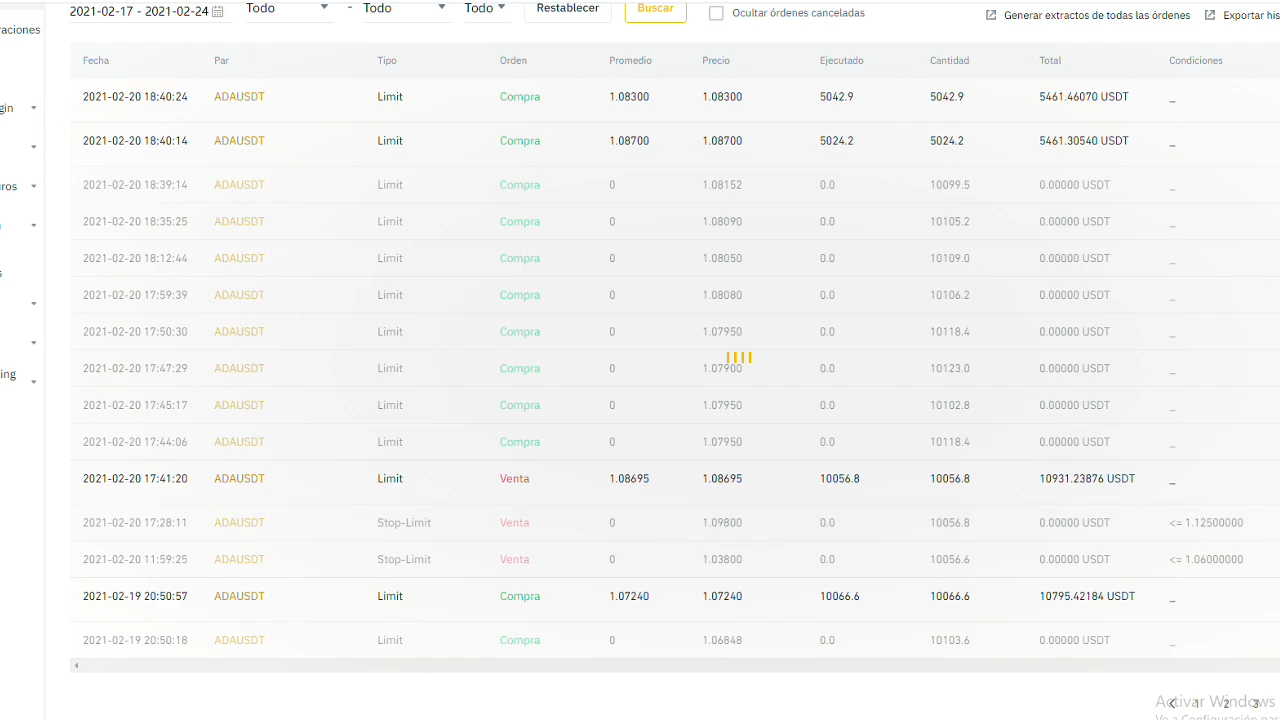 2021-02-17 - 2021-02-24 Todo - Todo Todo Restablecer Buscar Ocultar órdenes canceladas Generar extractos de todas las órdenes Exportar his
raciones
Fecha Par Tipo Orden Promedio Precio Ejecutado Cantidad Total Condiciones
2021-02-20 18:40:24 ADAUSDT Limit Compra 1.08300 1.08300 5042.9 5042.9 5461.46070 USDT _
gin
2021-02-20 18:40:14 ADAUSDT Limit Compra 1.08700 1.08700 5024.2 5024.2 5461.30540 USDT _
2021-02-20 18:39:14 ADAUSDT Limit Compra 0 1.08152 0.0 10099.5 0.00000 USDT _
uros
2021-02-20 18:35:25 ADAUSDT Limit Compra 0 1.08090 0.0 10105.2 0.00000 USDT _
2021-02-20 18:12:44 ADAUSDT Limit Compra 0 1.08050 0.0 10109.0 0.00000 USDT _
s
2021-02-20 17:59:39 ADAUSDT Limit Compra 0 1.08080 0.0 10106.2 0.00000 USDT _
2021-02-20 17:50:30 ADAUSDT Limit Compra 0 1.07950 0.0 10118.4 0.00000 USDT _
2021-02-20 17:47:29 ADAUSDT Limit Compra 0 1.07900 0.0 10123.0 0.00000 USDT _
ing
2021-02-20 17:45:17 ADAUSDT Limit Compra 0 1.07950 0.0 10102.8 0.00000 USDT _
2021-02-20 17:44:06 ADAUSDT Limit Compra 0 1.07950 0.0 10118.4 0.00000 USDT _
2021-02-20 17:41:20 ADAUSDT Limit Venta 1.08695 1.08695 10056.8 10056.8 10931.23876 USDT _
2021-02-20 17:28:11 ADAUSDT Stop-Limit Venta 0 1.09800 0.0 10056.8 0.00000 USDT <= 1.12500000
2021-02-20 11:59:25 ADAUSDT Stop-Limit Venta 0 1.03800 0.0 10056.6 0.00000 USDT <= 1.06000000
2021-02-19 20:50:57 ADAUSDT Limit Compra 1.07240 1.07240 10066.6 10066.6 10795.42184 USDT _
2021-02-19 20:50:18 ADAUSDT Limit Compra 0 1.06848 0.0 10103.6 0.00000 USDT _
Activar Windows
1 2 3
Ve a Configuración pa